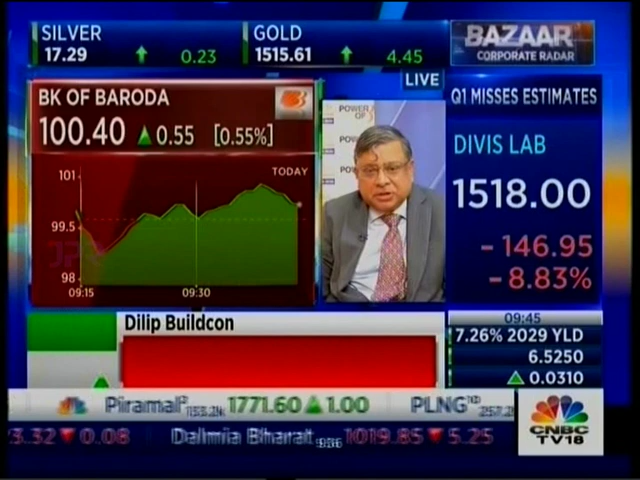 SILVER
17.29 0.23
GOLD
1515.61 4.45
BAZAAR
CORPORATE RADAR
LIVE
BK OF BARODA
100.40 0.55 [0.55%]
TODAY
101
99.5
98
09:15 09:30
POWER
OF
Q1 MISSES ESTIMATES
DIVIS LAB
1518.00
- 146.95
- 8.83%
Dilip Buildcon
09:45
7.26% 2029 YLD
6.5250
0.0310
Piramal 1771.60 1.00 PLNG
3.32 0.08 Dalmia Bharat 1019.85 5.25
CNBC
TV18